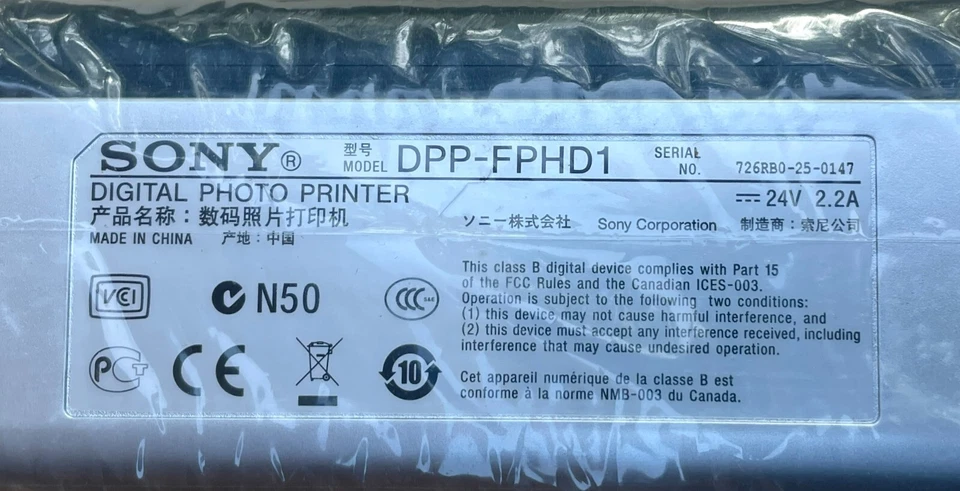 SONY®
型号
MODEL DPP-FPHD1
SERIAL
NO. 726RB0-25-0147
DIGITAL PHOTO PRINTER
⎓ 24V 2.2A
产品名称：数码照片打印机
ソニー株式会社 Sony Corporation 制造商：索尼公司
MADE IN CHINA 产地：中国
VCI
N50
CCC S&E
This class B digital device complies with Part 15
of the FCC Rules and the Canadian ICES-003.
Operation is subject to the following two conditions:
(1) this device may not cause harmful interference, and
(2) this device must accept any interference received, including
interference that may cause undesired operation.
PCT
CE
10
Cet appareil numérique de la classe B est
conforme à la norme NMB-003 du Canada.